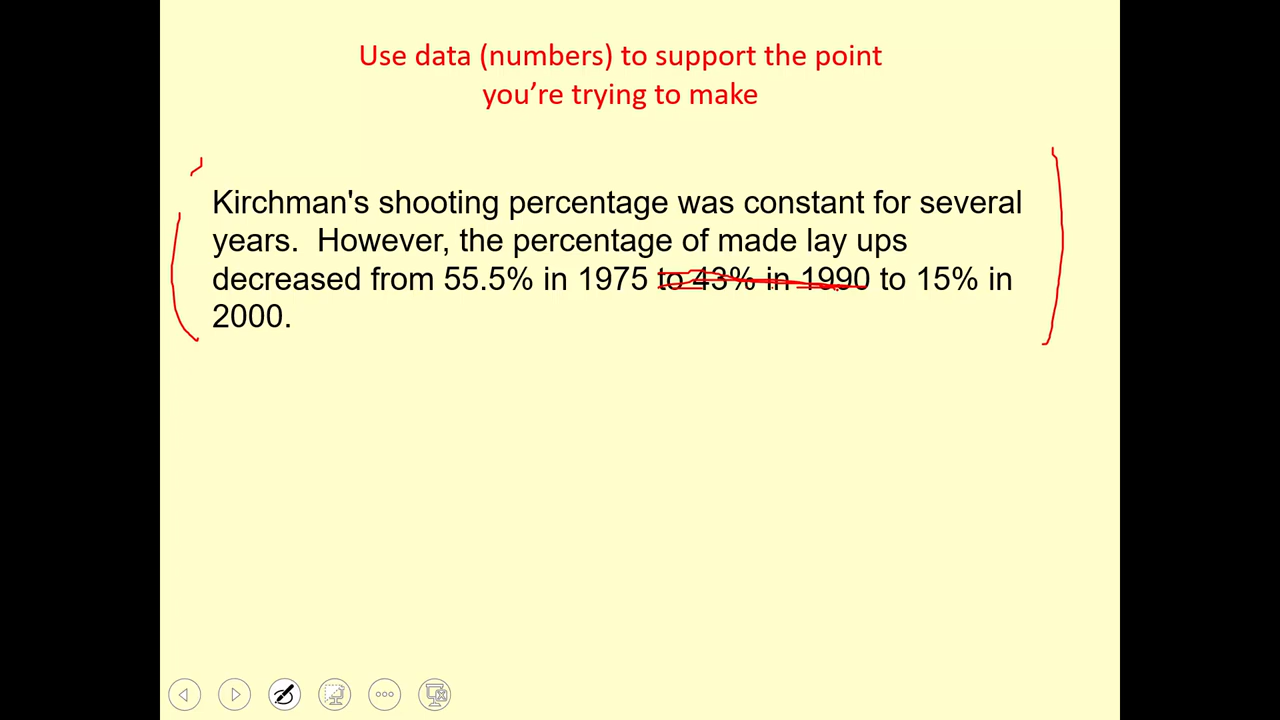 Use data (numbers) to support the point
you’re trying to make
Kirchman's shooting percentage was constant for several
years.  However, the percentage of made lay ups
decreased from 55.5% in 1975 to 43% in 1990 to 15% in
2000.